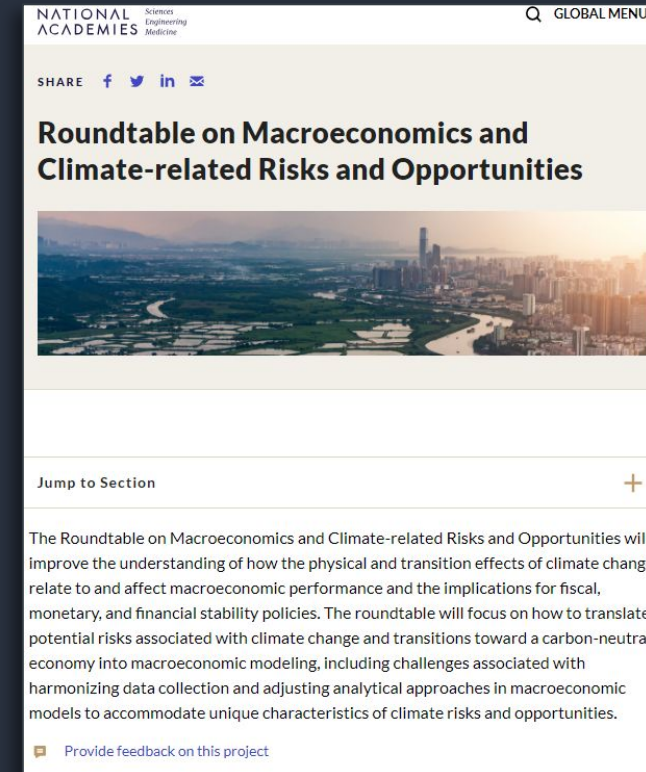 NATIONAL
ACADEMIES
Sciences
Engineering
Medicine
GLOBAL MENU
SHARE
Roundtable on Macroeconomics and
Climate-related Risks and Opportunities
Jump to Section
The Roundtable on Macroeconomics and Climate-related Risks and Opportunities wil
improve the understanding of how the physical and transition effects of climate chang
relate to and affect macroeconomic performance and the implications for fiscal,
monetary, and financial stability policies. The roundtable will focus on how to translate
potential risks associated with climate change and transitions toward a carbon-neutra
economy into macroeconomic modeling, including challenges associated with
harmonizing data collection and adjusting analytical approaches in macroeconomic
models to accommodate unique characteristics of climate risks and opportunities.
Provide feedback on this project